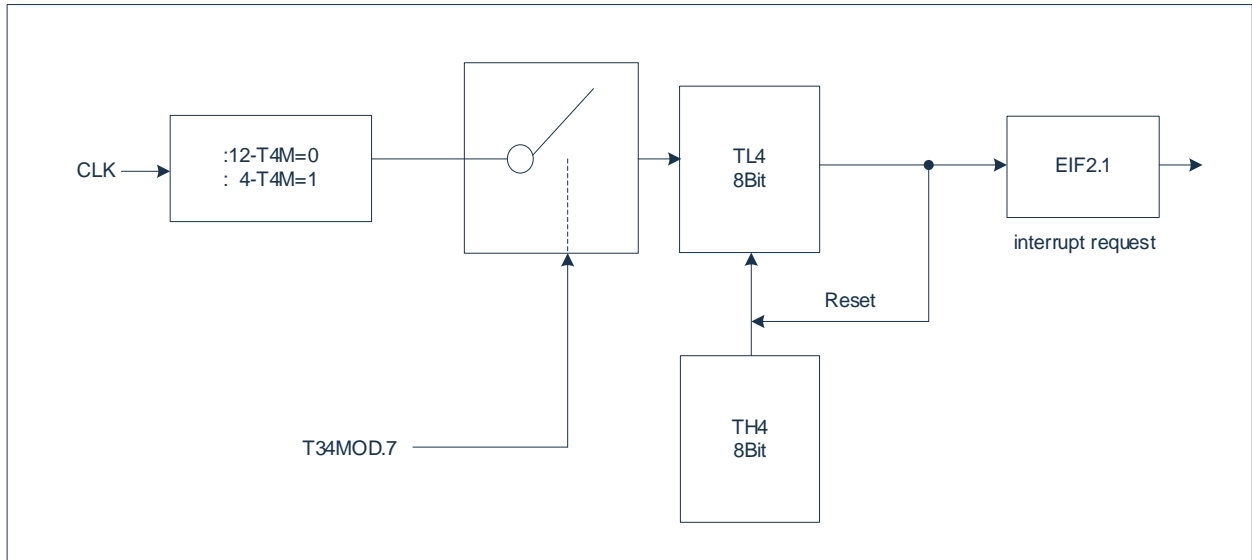 CLK
:12-T4M=0
: 4-T4M=1
TL4
8Bit
EIF2.1
interrupt request
Reset
TH4
8Bit
T34MOD.7